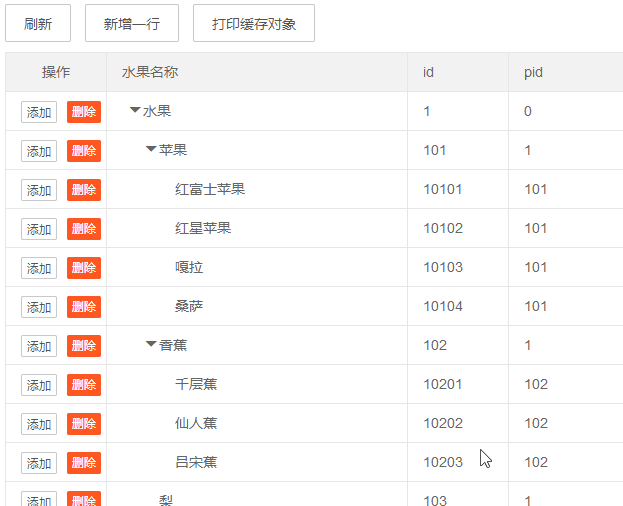 刷新 新增一行 打印缓存对象
操作 水果名称 id pid
添加 删除 水果 1 0
添加 删除 苹果 101 1
添加 删除 红富士苹果 10101 101
添加 删除 红星苹果 10102 101
添加 删除 嘎拉 10103 101
添加 删除 桑萨 10104 101
添加 删除 香蕉 102 1
添加 删除 千层蕉 10201 102
添加 删除 仙人蕉 10202 102
添加 删除 吕宋蕉 10203 102
添加 删除 梨 103 1